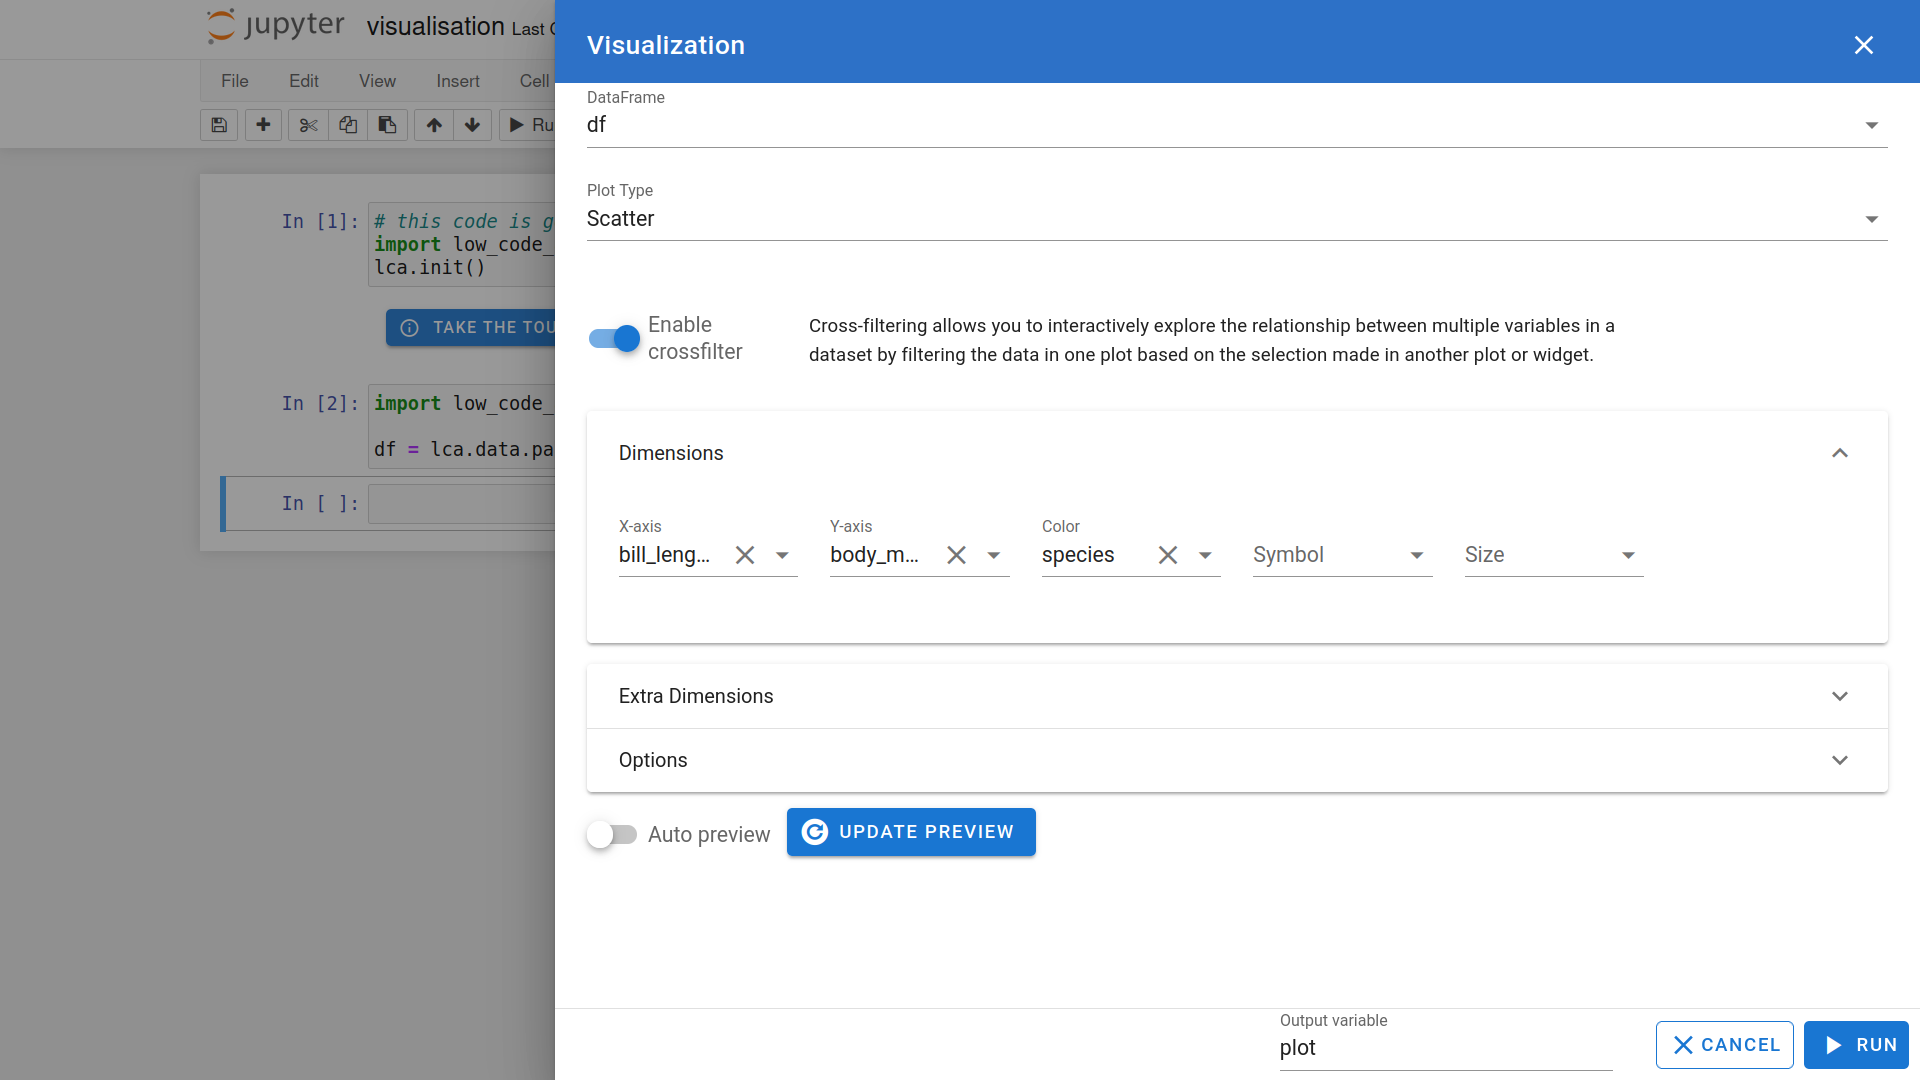 jupyter visualisation Last
File Edit View Insert Cell
Ru
In [1]: # this code is g
import low_code_
lca.init()
TAKE THE TOU
In [2]: import low_code_
df = lca.data.pa
In [ ]:
Visualization
DataFrame
df
Plot Type
Scatter
Enable
crossfilter
Cross-filtering allows you to interactively explore the relationship between multiple variables in a
dataset by filtering the data in one plot based on the selection made in another plot or widget.
Dimensions
X-axis Y-axis Color
bill_leng... body_m... species Symbol Size
Extra Dimensions
Options
Auto preview UPDATE PREVIEW
Output variable
plot
CANCEL RUN